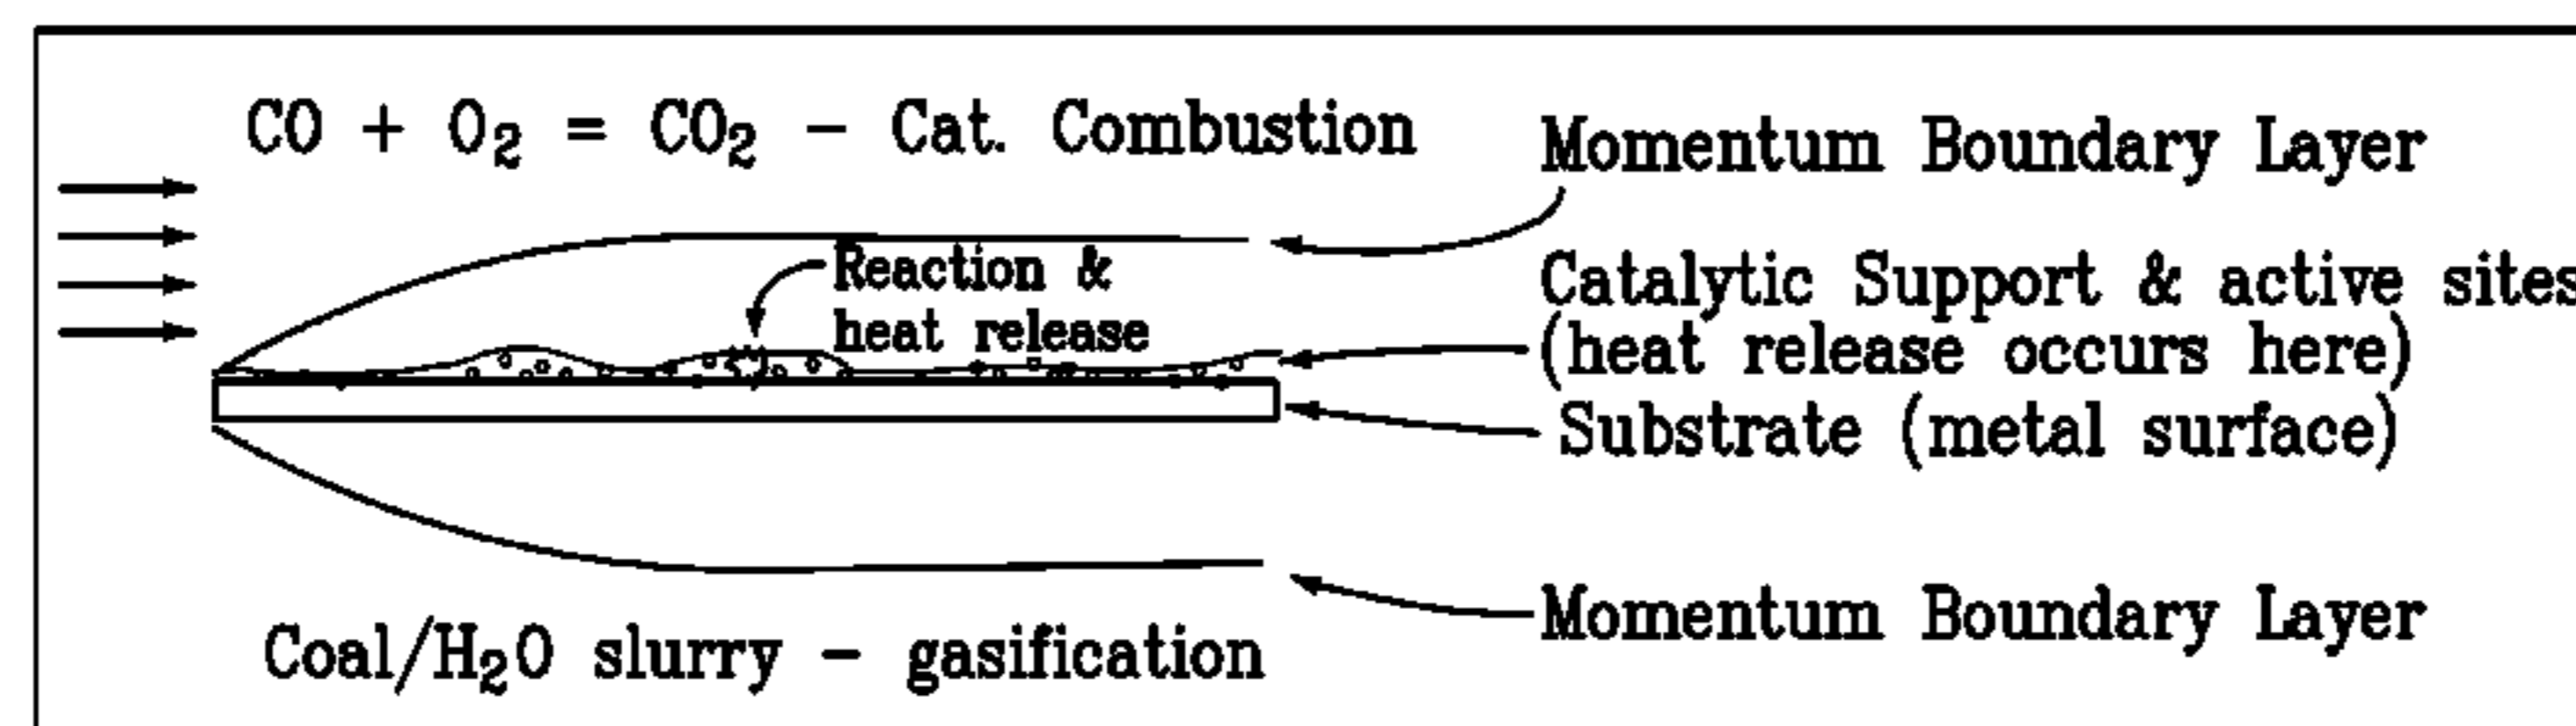 CO + O₂ = CO₂ - Cat. Combustion
Momentum Boundary Layer
Reaction &
heat release
Catalytic Support & active sites
(heat release occurs here)
Substrate (metal surface)
Momentum Boundary Layer
Coal/H₂O slurry - gasification